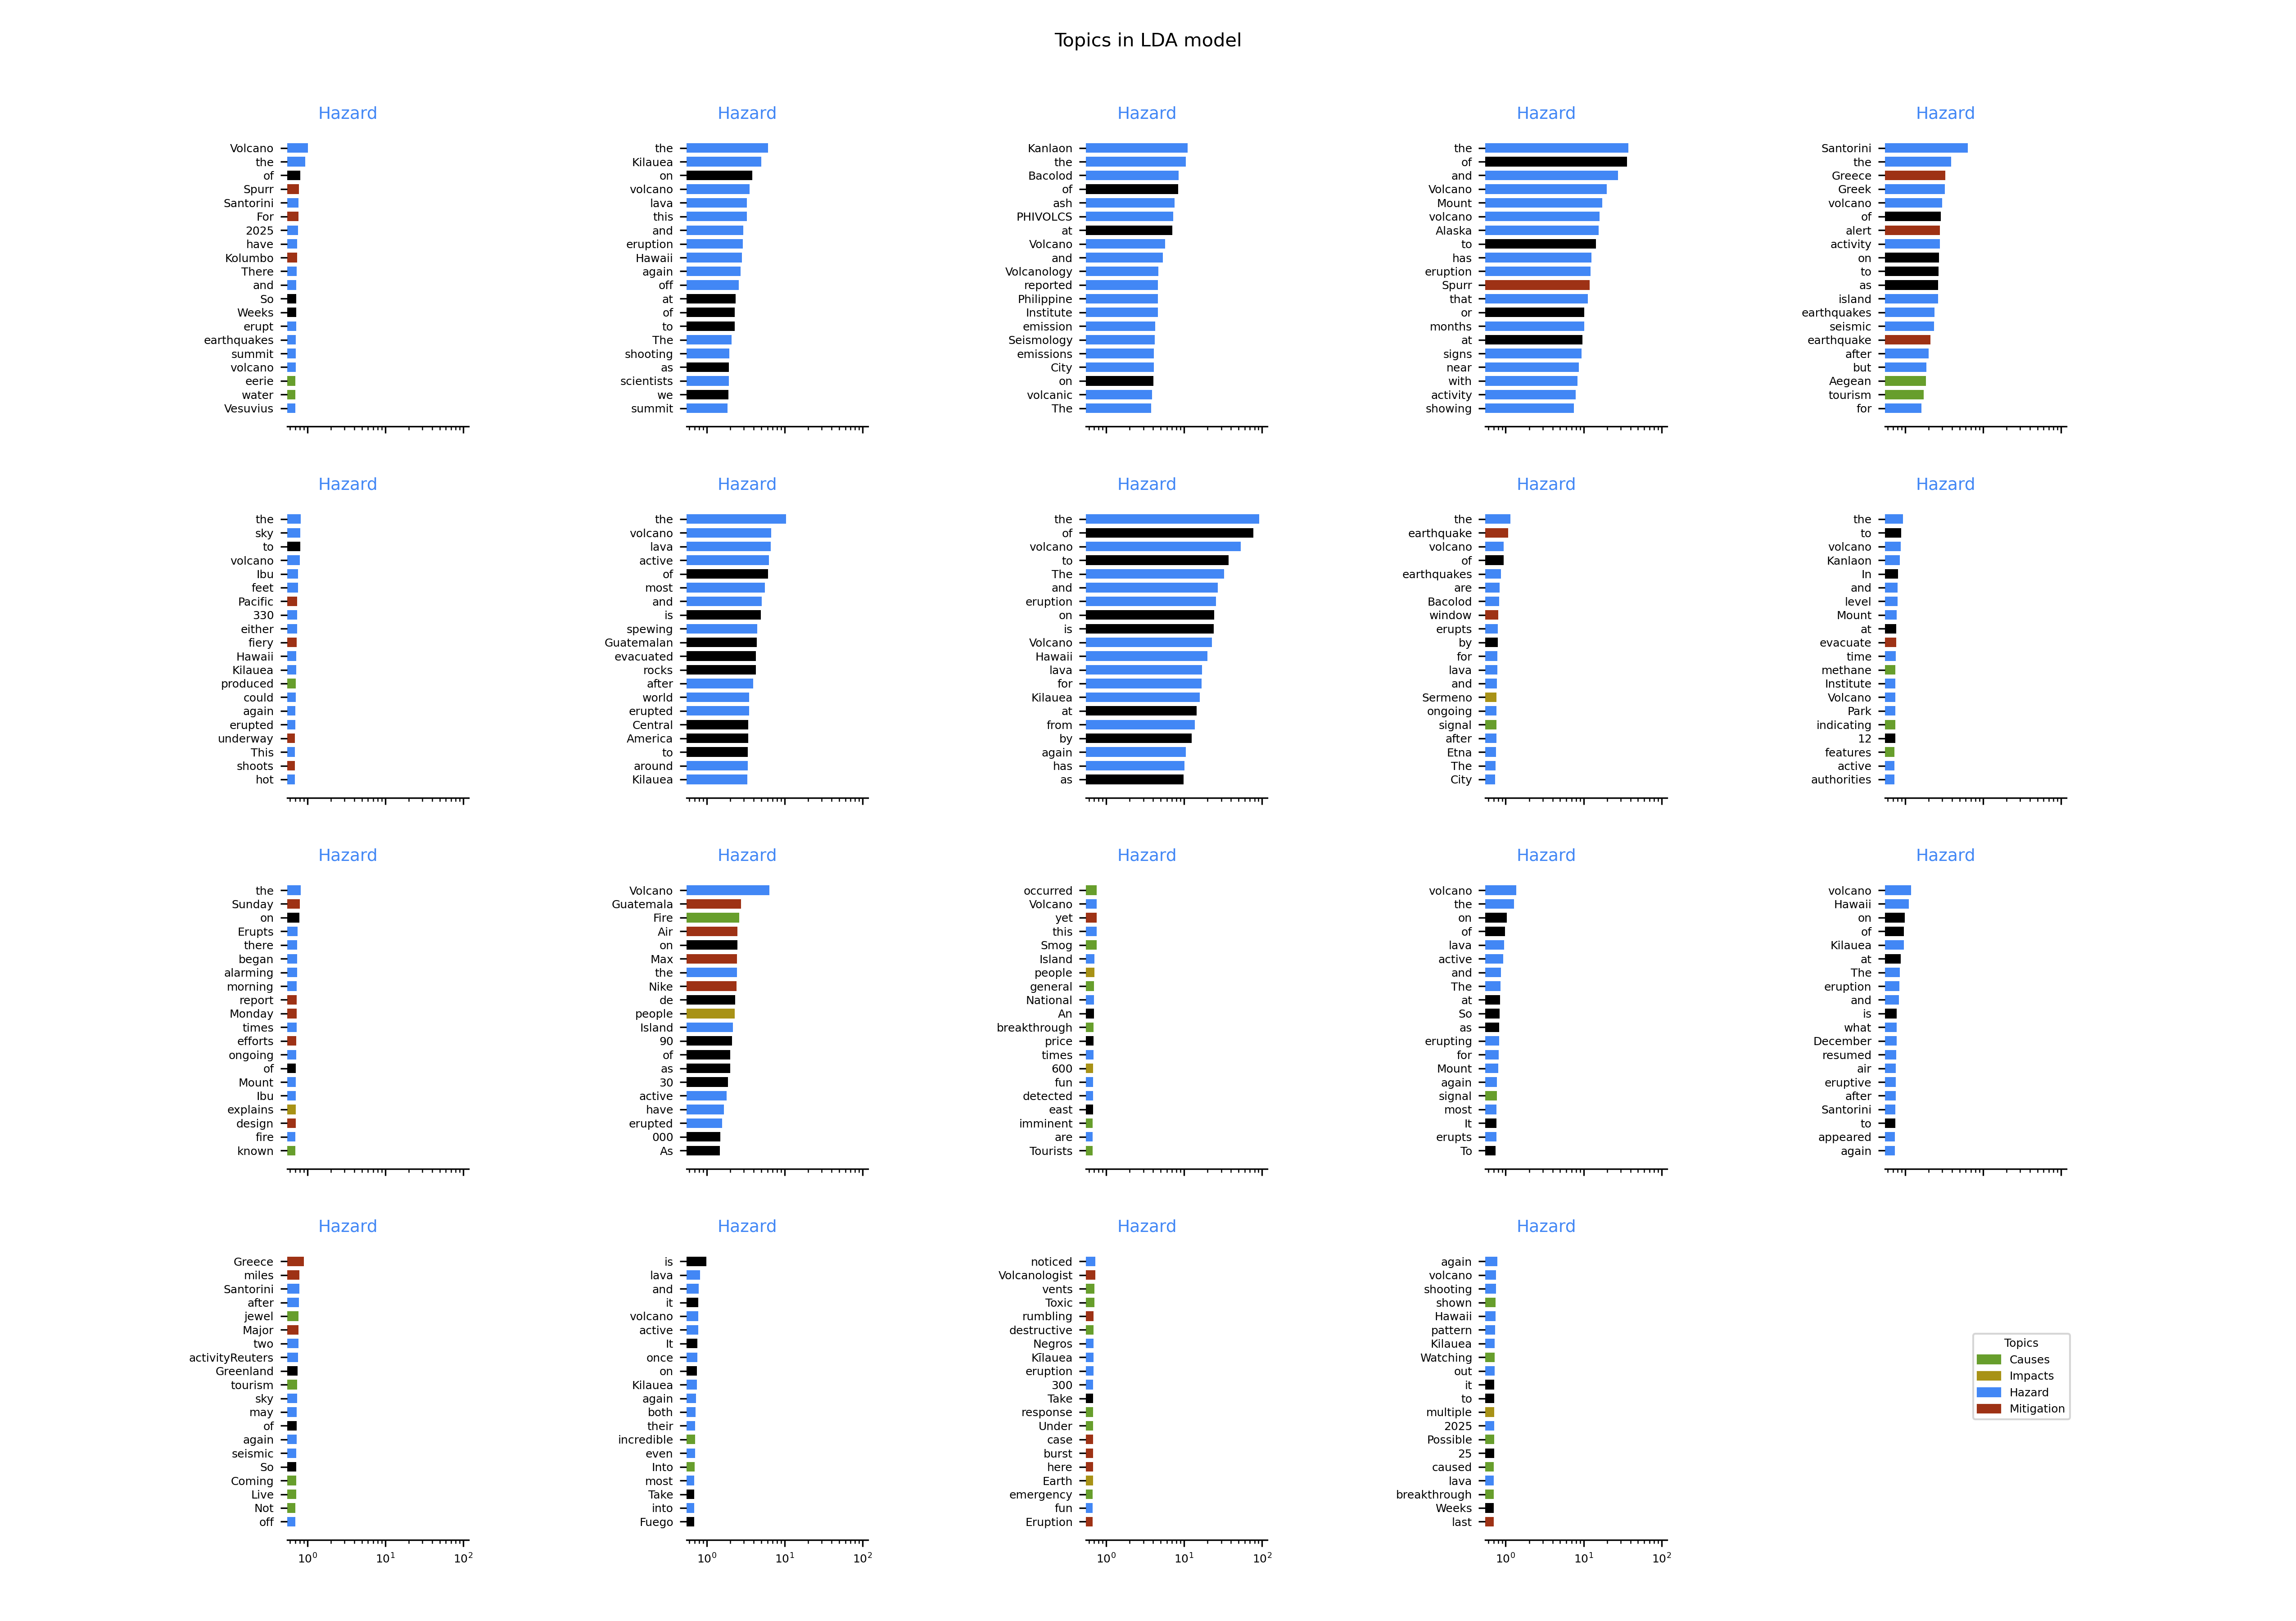 Topics in LDA model
Hazard
Volcano
the
of
Spurr
Santorini
For
2025
have
Kolumbo
There
and
So
Weeks
erupt
earthquakes
summit
volcano
eerie
water
Vesuvius
Hazard
the
Kilauea
on
volcano
lava
this
and
eruption
Hawaii
again
off
at
of
to
The
shooting
as
scientists
we
summit
Hazard
Kanlaon
the
Bacolod
of
ash
PHIVOLCS
at
Volcano
and
Volcanology
reported
Philippine
Institute
emission
Seismology
emissions
City
on
volcanic
The
Hazard
the
of
and
Volcano
Mount
volcano
Alaska
to
has
eruption
Spurr
that
or
months
at
signs
near
with
activity
showing
Hazard
Santorini
the
Greece
Greek
volcano
of
alert
activity
on
to
as
island
earthquakes
seismic
earthquake
after
but
Aegean
tourism
for
Hazard
the
sky
to
volcano
Ibu
feet
Pacific
330
either
fiery
Hawaii
Kilauea
produced
could
again
erupted
underway
This
shoots
hot
Hazard
the
volcano
lava
active
of
most
and
is
spewing
Guatemalan
evacuated
rocks
after
world
erupted
Central
America
to
around
Kilauea
Hazard
the
of
volcano
to
The
and
eruption
on
is
Volcano
Hawaii
lava
for
Kilauea
at
from
by
again
has
as
Hazard
the
earthquake
volcano
of
earthquakes
are
Bacolod
window
erupts
by
for
lava
and
Sermeno
ongoing
signal
after
Etna
The
City
Hazard
the
to
volcano
Kanlaon
In
and
level
Mount
at
evacuate
time
methane
Institute
Volcano
Park
indicating
12
features
active
authorities
Hazard
the
Sunday
on
Erupts
there
began
alarming
morning
report
Monday
times
efforts
ongoing
of
Mount
Ibu
explains
design
fire
known
Hazard
Volcano
Guatemala
Fire
Air
on
Max
the
Nike
de
people
Island
90
of
as
30
active
have
erupted
000
As
Hazard
occurred
Volcano
yet
this
Smog
Island
people
general
National
An
breakthrough
price
times
600
fun
detected
east
imminent
are
Tourists
Hazard
volcano
the
on
of
lava
active
and
The
at
So
as
erupting
for
Mount
again
signal
most
It
erupts
To
Hazard
volcano
Hawaii
on
of
Kilauea
at
The
eruption
and
is
what
December
resumed
air
eruptive
after
Santorini
to
appeared
again
Hazard
Greece
miles
Santorini
after
jewel
Major
two
activityReuters
Greenland
tourism
sky
may
of
again
seismic
So
Coming
Live
Not
off
10⁰ 10¹ 10²
Hazard
is
lava
and
it
volcano
active
It
once
on
Kilauea
again
both
their
incredible
even
Into
most
Take
into
Fuego
10⁰ 10¹ 10²
Hazard
noticed
Volcanologist
vents
Toxic
rumbling
destructive
Negros
Kīlauea
eruption
300
Take
response
Under
case
burst
here
Earth
emergency
fun
Eruption
10⁰ 10¹ 10²
Hazard
again
volcano
shooting
shown
Hawaii
pattern
Kilauea
Watching
out
it
to
multiple
2025
Possible
25
caused
lava
breakthrough
Weeks
last
10⁰ 10¹ 10²
Topics
Causes
Impacts
Hazard
Mitigation